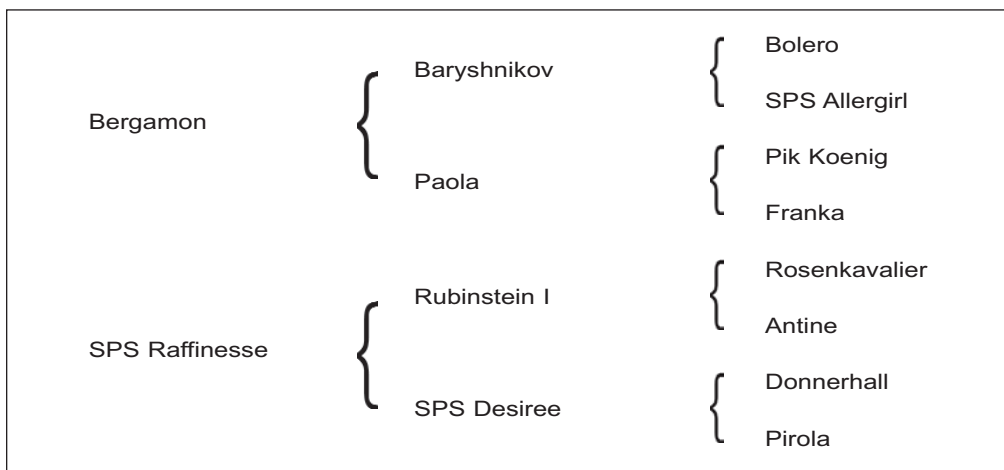 Bolero
Baryshnikov
SPS Allergirl
Bergamon
Pik Koenig
Paola
Franka
Rosenkavalier
Rubinstein I
Antine
SPS Raffinesse
Donnerhall
SPS Desiree
Pirola